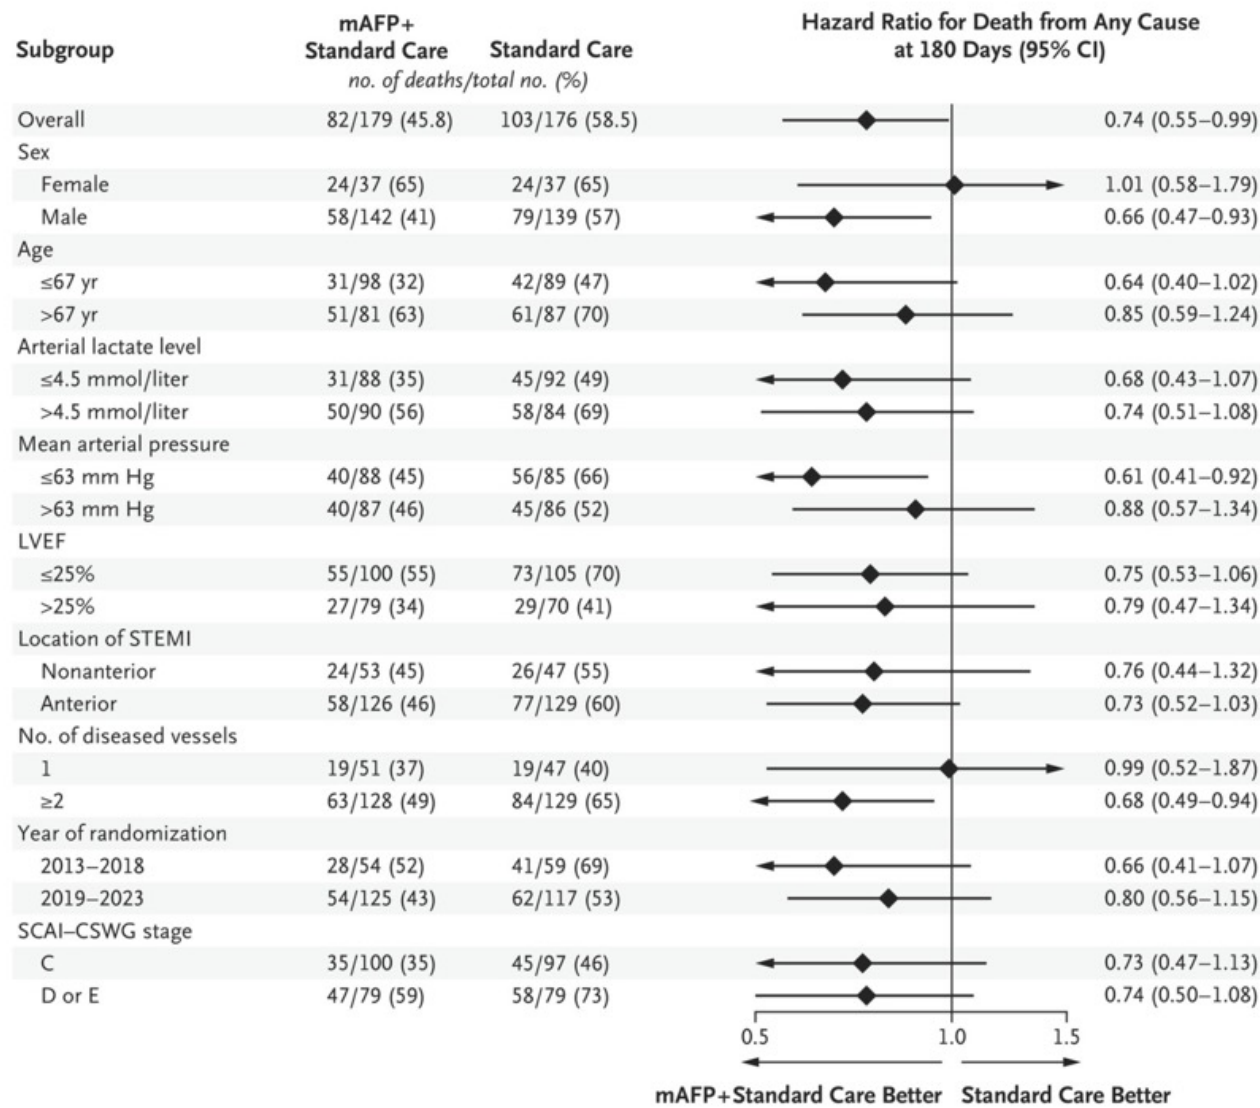 mAFP+
Subgroup Standard Care Standard Care Hazard Ratio for Death from Any Cause at 180 Days (95% CI)
no. of deaths/total no. (%)
Overall 82/179 (45.8) 103/176 (58.5) 0.74 (0.55–0.99)
Sex
Female 24/37 (65) 24/37 (65) 1.01 (0.58–1.79)
Male 58/142 (41) 79/139 (57) 0.66 (0.47–0.93)
Age
≤67 yr 31/98 (32) 42/89 (47) 0.64 (0.40–1.02)
>67 yr 51/81 (63) 61/87 (70) 0.85 (0.59–1.24)
Arterial lactate level
≤4.5 mmol/liter 31/88 (35) 45/92 (49) 0.68 (0.43–1.07)
>4.5 mmol/liter 50/90 (56) 58/84 (69) 0.74 (0.51–1.08)
Mean arterial pressure
≤63 mm Hg 40/88 (45) 56/85 (66) 0.61 (0.41–0.92)
>63 mm Hg 40/87 (46) 45/86 (52) 0.88 (0.57–1.34)
LVEF
≤25% 55/100 (55) 73/105 (70) 0.75 (0.53–1.06)
>25% 27/79 (34) 29/70 (41) 0.79 (0.47–1.34)
Location of STEMI
Nonanterior 24/53 (45) 26/47 (55) 0.76 (0.44–1.32)
Anterior 58/126 (46) 77/129 (60) 0.73 (0.52–1.03)
No. of diseased vessels
1 19/51 (37) 19/47 (40) 0.99 (0.52–1.87)
≥2 63/128 (49) 84/129 (65) 0.68 (0.49–0.94)
Year of randomization
2013–2018 28/54 (52) 41/59 (69) 0.66 (0.41–1.07)
2019–2023 54/125 (43) 62/117 (53) 0.80 (0.56–1.15)
SCAI–CSWG stage
C 35/100 (35) 45/97 (46) 0.73 (0.47–1.13)
D or E 47/79 (59) 58/79 (73) 0.74 (0.50–1.08)
0.5 1.0 1.5
mAFP+Standard Care Better Standard Care Better